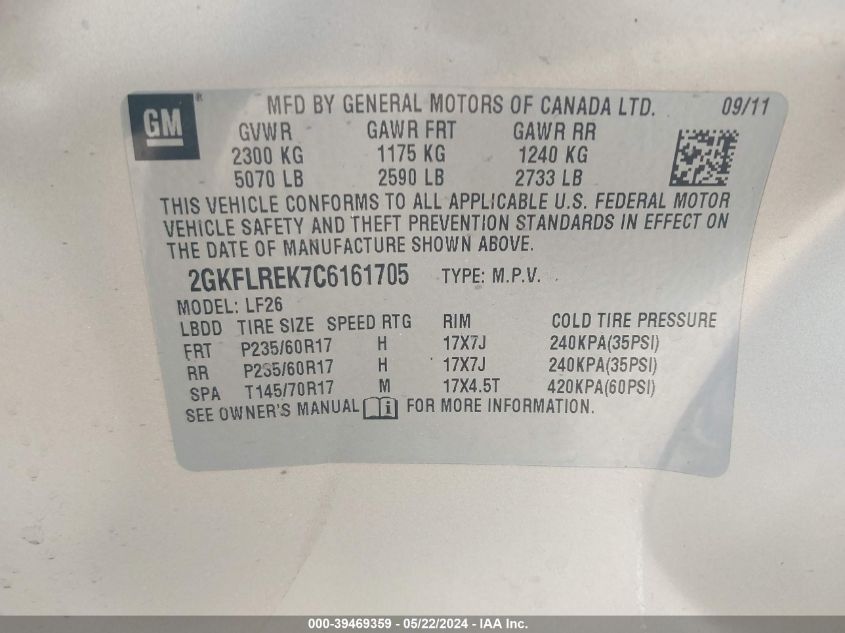 GM ® MFD BY GENERAL MOTORS OF CANADA LTD. 09/11
GVWR GAWR FRT GAWR RR
2300 KG 1175 KG 1240 KG
5070 LB 2590 LB 2733 LB
THIS VEHICLE CONFORMS TO ALL APPLICABLE U.S. FEDERAL MOTOR
VEHICLE SAFETY AND THEFT PREVENTION STANDARDS IN EFFECT ON
THE DATE OF MANUFACTURE SHOWN ABOVE.
2GKFLREK7C6161705 TYPE: M.P.V.
MODEL: LF26
LBDD TIRE SIZE SPEED RTG RIM COLD TIRE PRESSURE
FRT P235/60R17 H 17X7J 240KPA(35PSI)
RR P235/60R17 H 17X7J 240KPA(35PSI)
SPA T145/70R17 M 17X4.5T 420KPA(60PSI)
SEE OWNER'S MANUAL i FOR MORE INFORMATION.
000-39469359 - 05/22/2024 - IAA Inc.